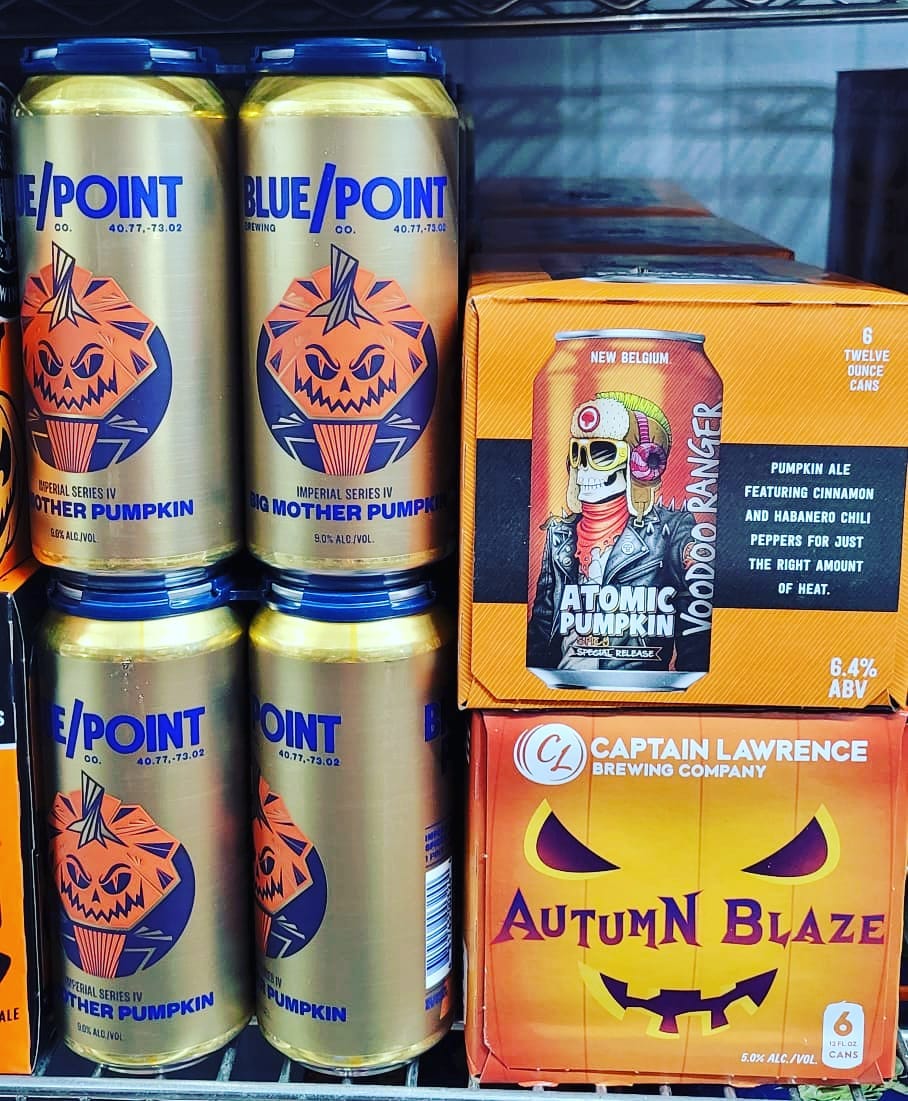 UE/POINT
CO. 40.77,-73.02
IMPERIAL SERIES IV
MOTHER PUMPKIN
9.0% ALC./VOL.
BLUE/POINT
BREWING CO. 40.77,-73.02
IMPERIAL SERIES IV
BIG MOTHER PUMPKIN
9.0% ALC./VOL.
E/POINT
CO. 40.77,-73.02
IMPERIAL SERIES IV
OTHER PUMPKIN
9.0% ALC./VOL.
POINT
40.77,-73.02
B
PUMPKIN
6
TWELVE
OUNCE
CANS
NEW BELGIUM
VOODOO RANGER
ATOMIC
PUMPKIN
SPECIAL RELEASE
PUMPKIN ALE
FEATURING CINNAMON
AND HABANERO CHILI
PEPPERS FOR JUST
THE RIGHT AMOUNT
OF HEAT.
6.4%
ABV
CL
CAPTAIN LAWRENCE
BREWING COMPANY
AUTUMN BLAZE
6
12 FL. OZ.
CANS
5.0% ALC./VOL.
S
ALE